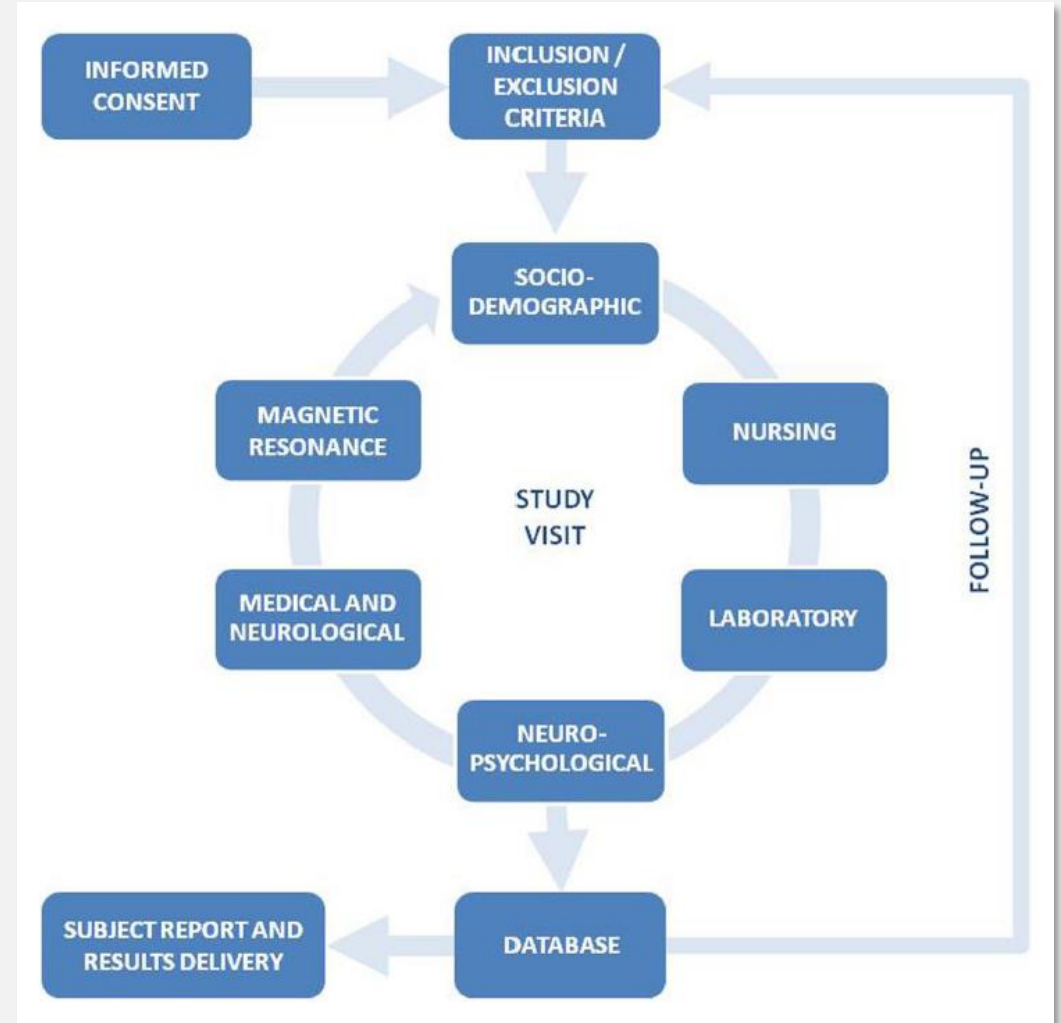 INFORMED
CONSENT
INCLUSION /
EXCLUSION
CRITERIA
SOCIO-
DEMOGRAPHIC
MAGNETIC
RESONANCE
NURSING
STUDY
VISIT
FOLLOW-UP
MEDICAL AND
NEUROLOGICAL
LABORATORY
NEURO-
PSYCHOLOGICAL
SUBJECT REPORT AND
RESULTS DELIVERY
DATABASE